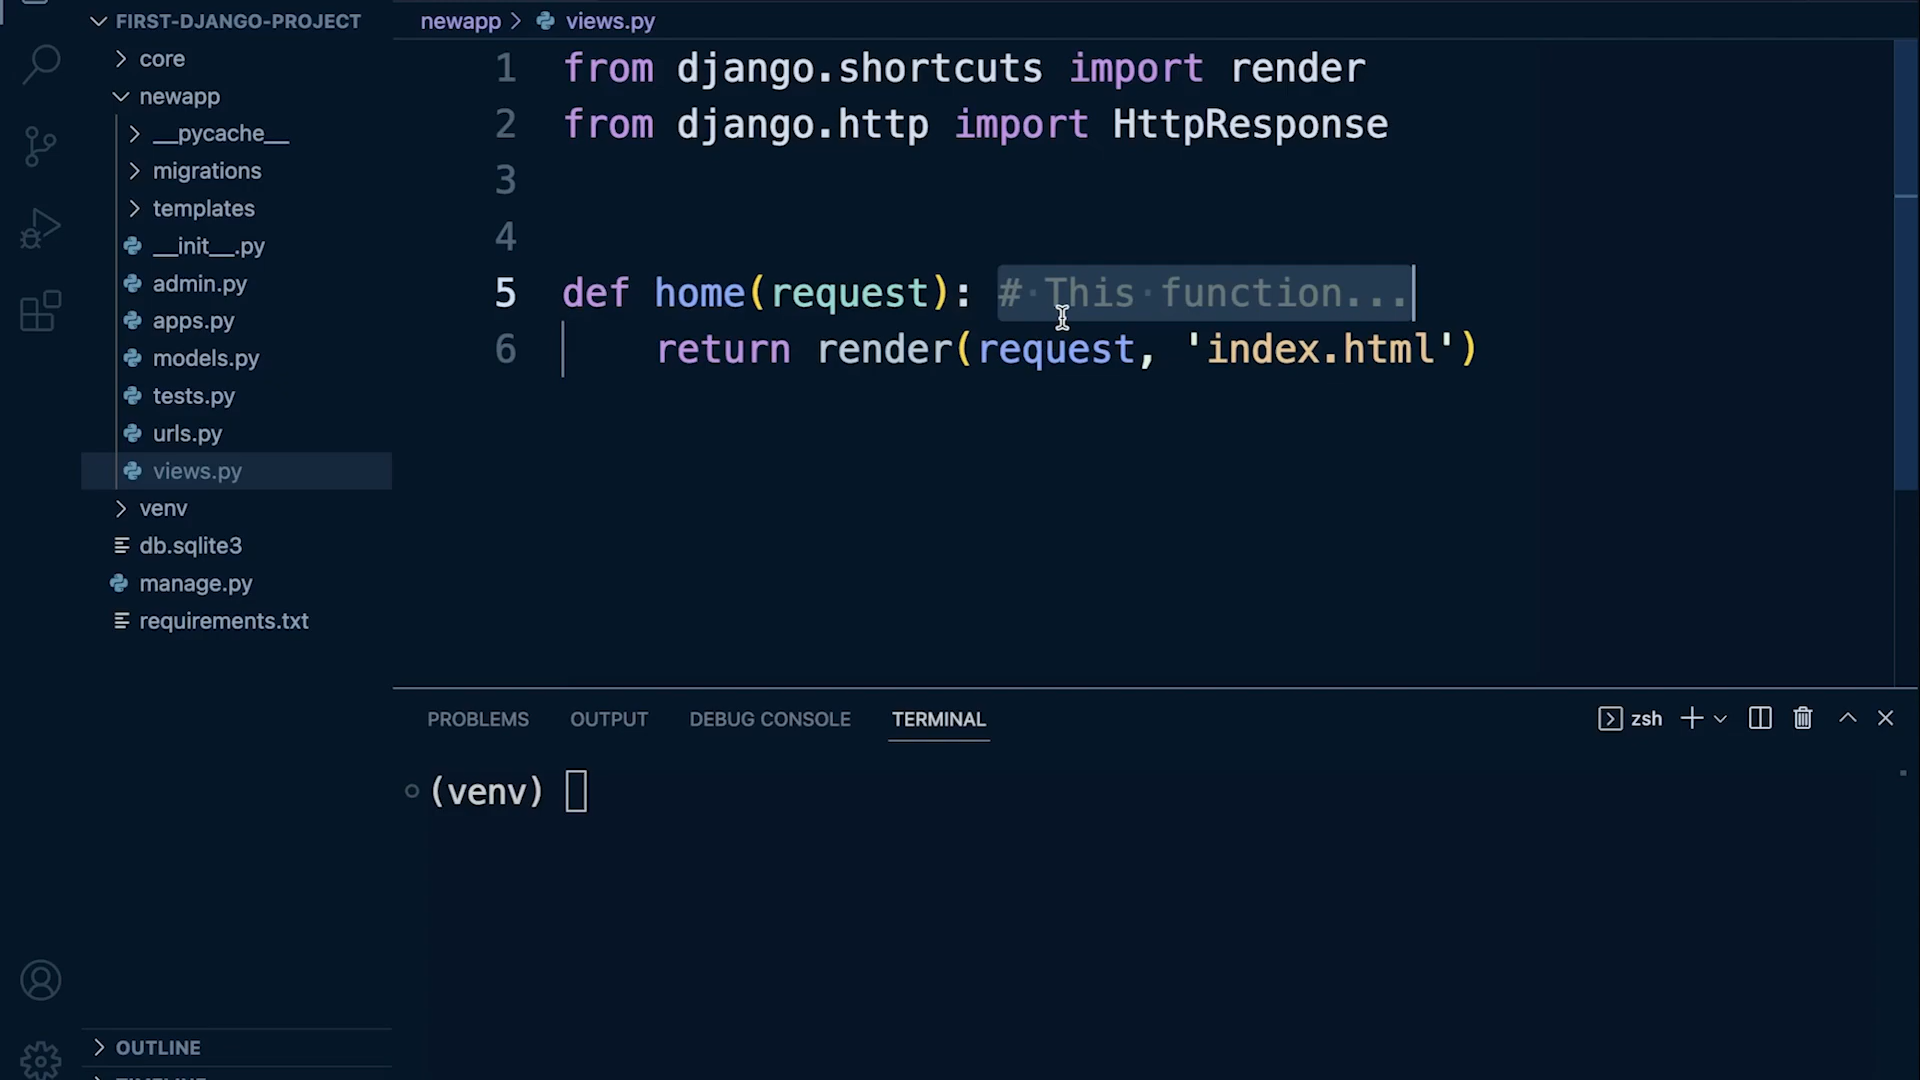 FIRST-DJANGO-PROJECT
core
newapp
__pycache__
migrations
templates
__init__.py
admin.py
apps.py
models.py
tests.py
urls.py
views.py
venv
db.sqlite3
manage.py
requirements.txt
OUTLINE
newapp > views.py
1 from django.shortcuts import render
2 from django.http import HttpResponse
3
4
5 def home(request): # This function...
6 return render(request, 'index.html')
PROBLEMS OUTPUT DEBUG CONSOLE TERMINAL zsh
(venv)